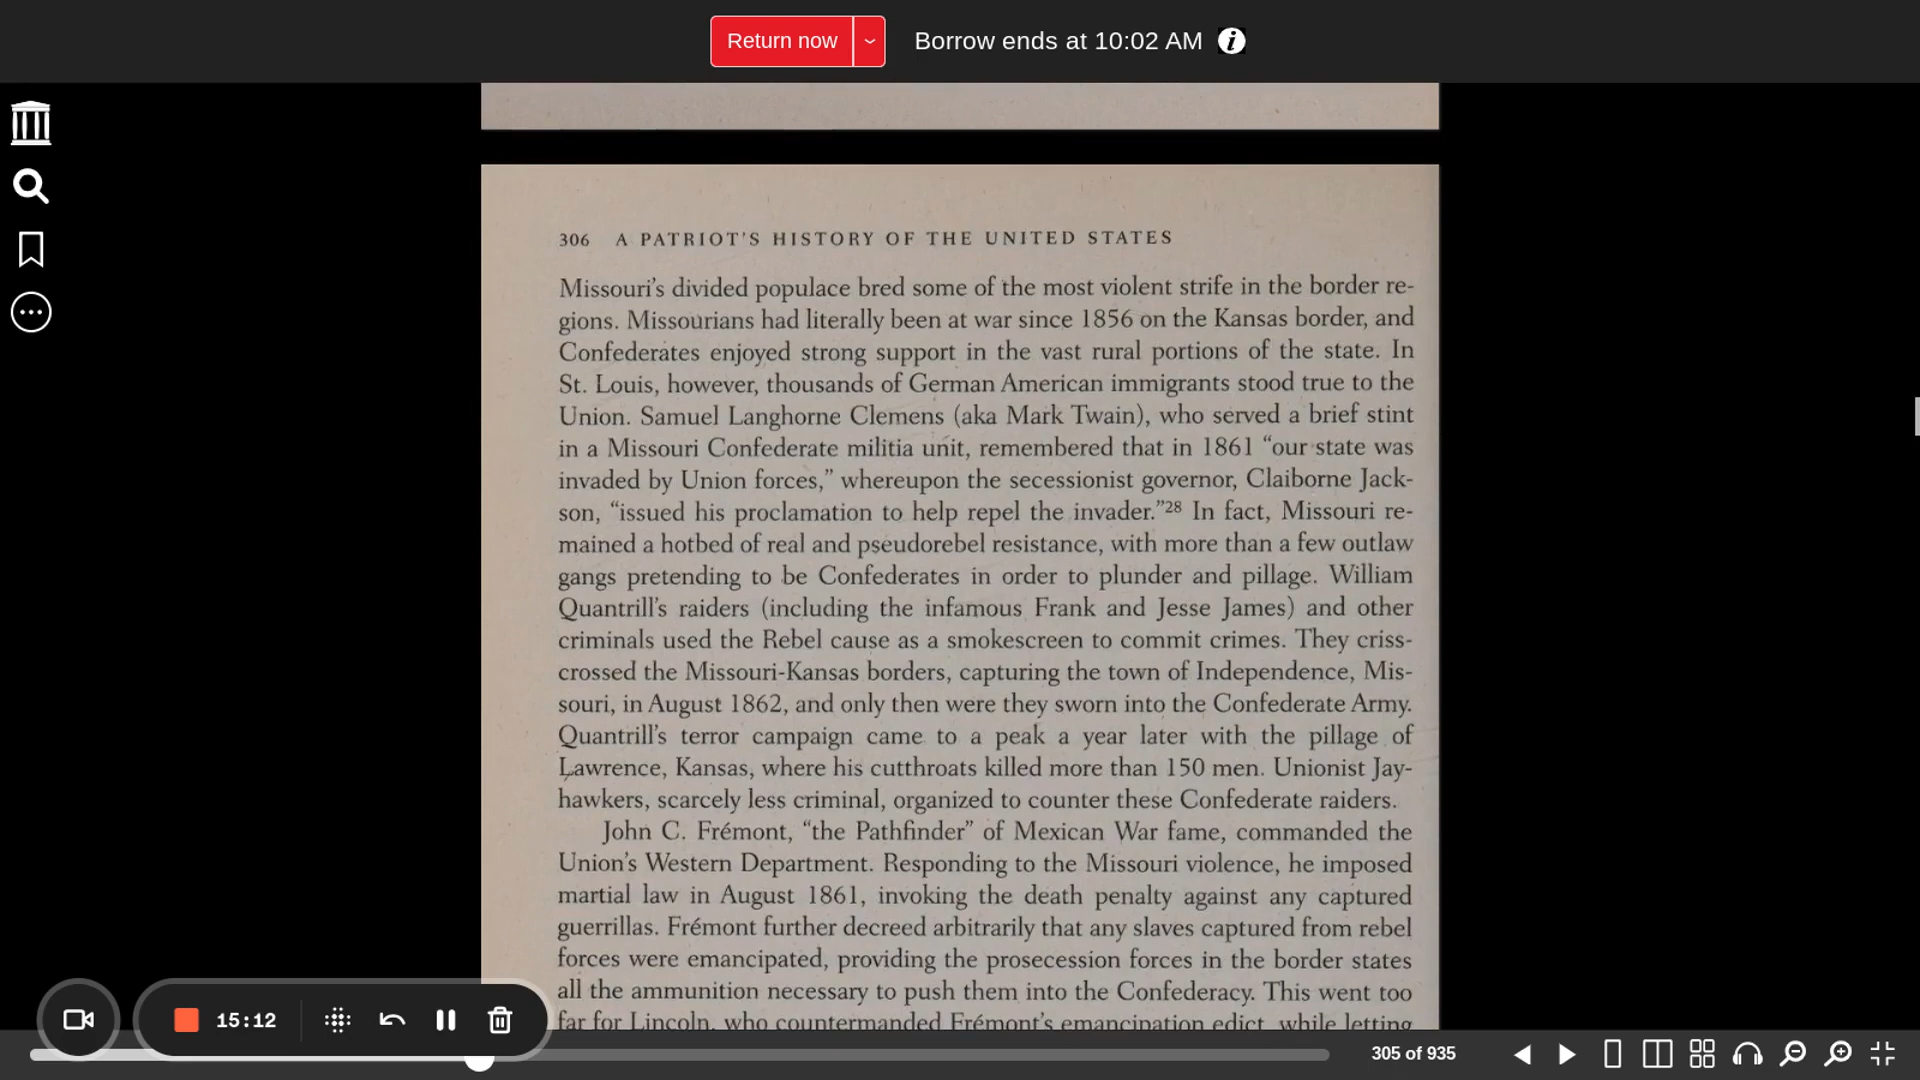 Return now
Borrow ends at 10:02 AM
306 A PATRIOT'S HISTORY OF THE UNITED STATES
Missouri's divided populace bred some of the most violent strife in the border re-
gions. Missourians had literally been at war since 1856 on the Kansas border, and
Confederates enjoyed strong support in the vast rural portions of the state. In
St. Louis, however, thousands of German American immigrants stood true to the
Union. Samuel Langhorne Clemens (aka Mark Twain), who served a brief stint
in a Missouri Confederate militia unit, remembered that in 1861 “our state was
invaded by Union forces,” whereupon the secessionist governor, Claiborne Jack-
son, “issued his proclamation to help repel the invader.”28 In fact, Missouri re-
mained a hotbed of real and pseudorebel resistance, with more than a few outlaw
gangs pretending to be Confederates in order to plunder and pillage. William
Quantrill's raiders (including the infamous Frank and Jesse James) and other
criminals used the Rebel cause as a smokescreen to commit crimes. They criss-
crossed the Missouri-Kansas borders, capturing the town of Independence, Mis-
souri, in August 1862, and only then were they sworn into the Confederate Army.
Quantrill's terror campaign came to a peak a year later with the pillage of
Lawrence, Kansas, where his cutthroats killed more than 150 men. Unionist Jay-
hawkers, scarcely less criminal, organized to counter these Confederate raiders.
John C. Frémont, “the Pathfinder” of Mexican War fame, commanded the
Union's Western Department. Responding to the Missouri violence, he imposed
martial law in August 1861, invoking the death penalty against any captured
guerrillas. Frémont further decreed arbitrarily that any slaves captured from rebel
forces were emancipated, providing the prosecession forces in the border states
all the ammunition necessary to push them into the Confederacy. This went too
far for Lincoln, who countermanded Frémont's emancipation edict, while letting
15:12
305 of 935